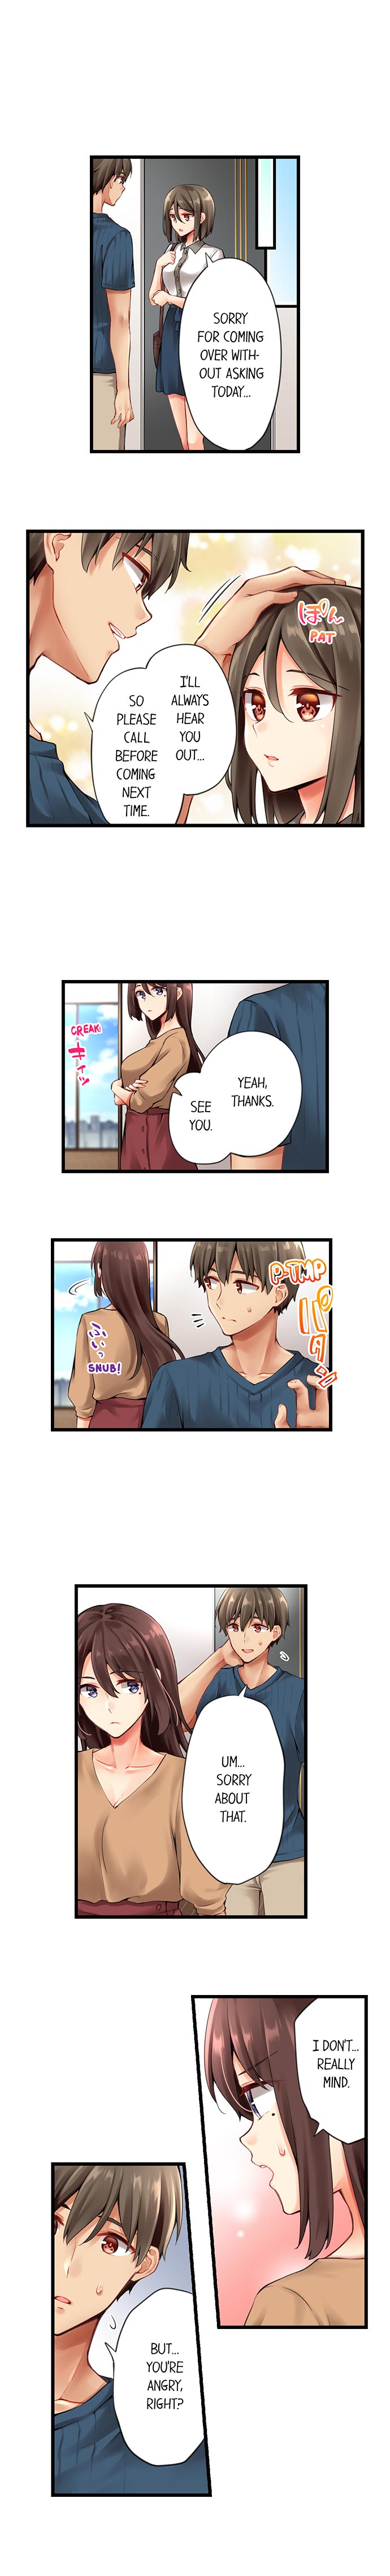 SORRY
FOR COMING
OVER WITH-
OUT ASKING
TODAY...
I'LL
ALWAYS
HEAR
YOU
OUT...
SO
PLEASE
CALL
BEFORE
COMING
NEXT
TIME.
ぽん
PAT
CREAK
キィッ
YEAH,
THANKS.
SEE
YOU.
P-TMP
パタン
ふいっ
SNUB!
UM...
SORRY
ABOUT
THAT.
I DON'T...
REALLY
MIND.
BUT...
YOU'RE
ANGRY,
RIGHT?